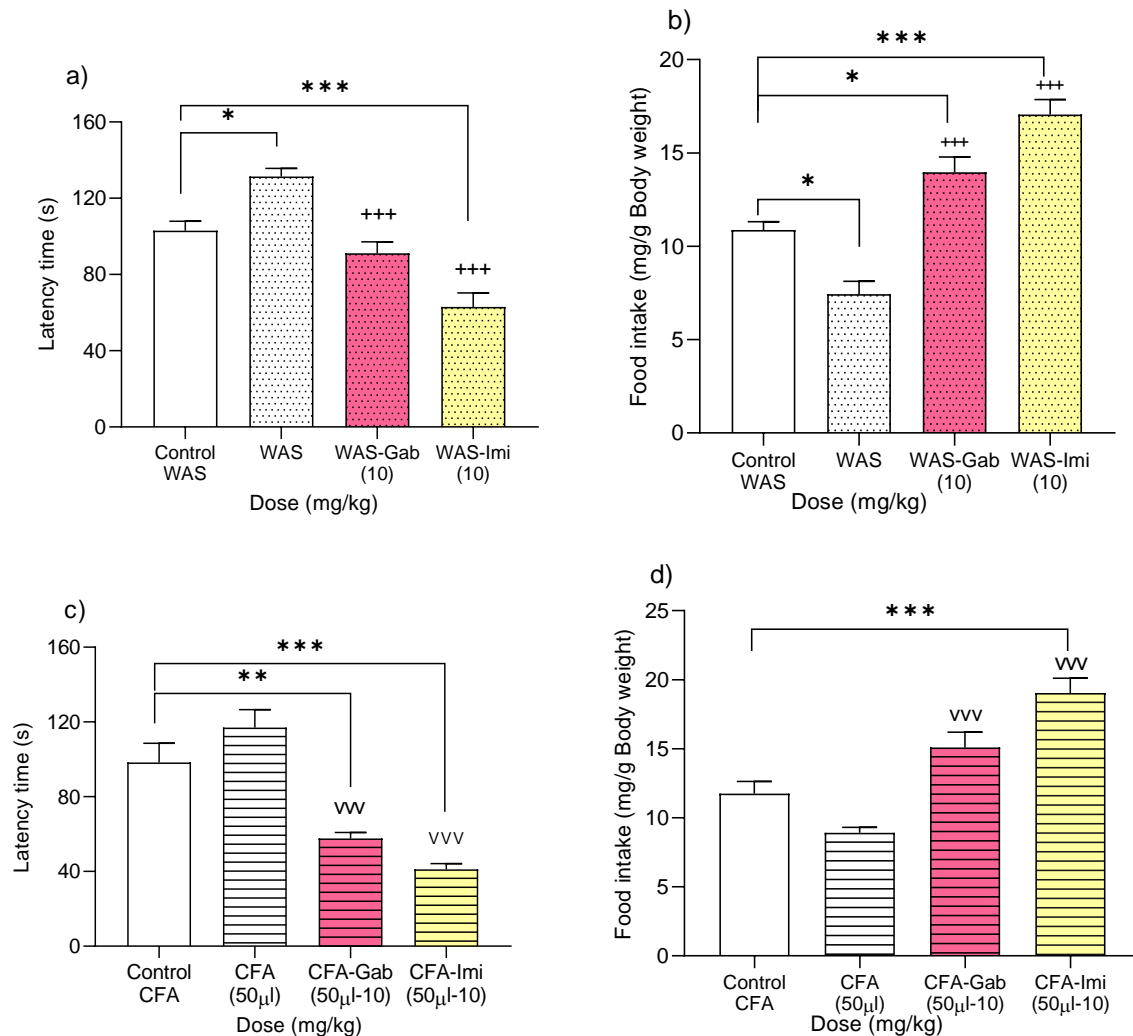 a)
***
*
+++
+++
Latency time (s)
160
120
80
40
0
Control
WAS
WAS
WAS-Gab
(10)
WAS-Imi
(10)
Dose (mg/kg)
b)
***
*
*
+++
+++
Food intake (mg/g Body weight)
20
15
10
5
0
Control
WAS
WAS
WAS-Gab
(10)
WAS-Imi
(10)
Dose (mg/kg)
c)
***
**
VVV
VVV
Latency time (s)
160
120
80
40
0
Control
CFA
CFA
(50μl)
CFA-Gab
(50μl-10)
CFA-Imi
(50μl-10)
Dose (mg/kg)
d)
***
VVV
VVV
Food intake (mg/g Body weight)
25
20
15
10
5
0
Control
CFA
CFA
(50μl)
CFA-Gab
(50μl-10)
CFA-Imi
(50μl-10)
Dose (mg/kg)